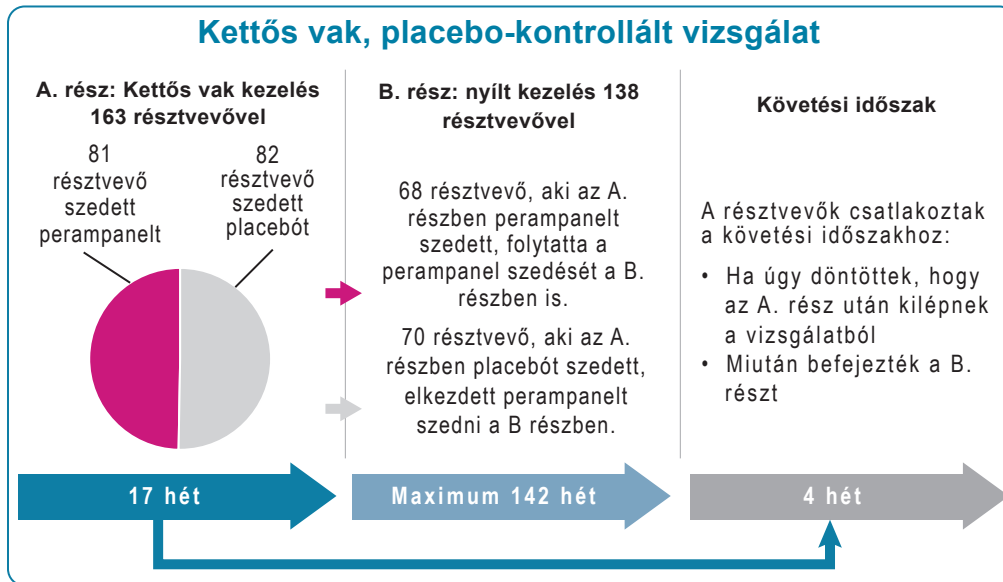 Kettős vak, placebo-kontrollált vizsgálat
A. rész: Kettős vak kezelés
163 résztvevővel
81
résztvevő
szedett
perampanelt
82
résztvevő
szedett
placebót
B. rész: nyílt kezelés 138
résztvevővel
68 résztvevő, aki az A.
részben perampanelt
szedett, folytatta a
perampanel szedését a B.
részben is.
70 résztvevő, aki az A.
részben placebót szedett,
elkezdett perampanelt
szedni a B részben.
Követési időszak
A résztvevők csatlakoztak
a követési időszakhoz:
• Ha úgy döntöttek, hogy
az A. rész után kilépnek
a vizsgálatból
• Miután befejezték a B.
részt
17 hét
Maximum 142 hét
4 hét